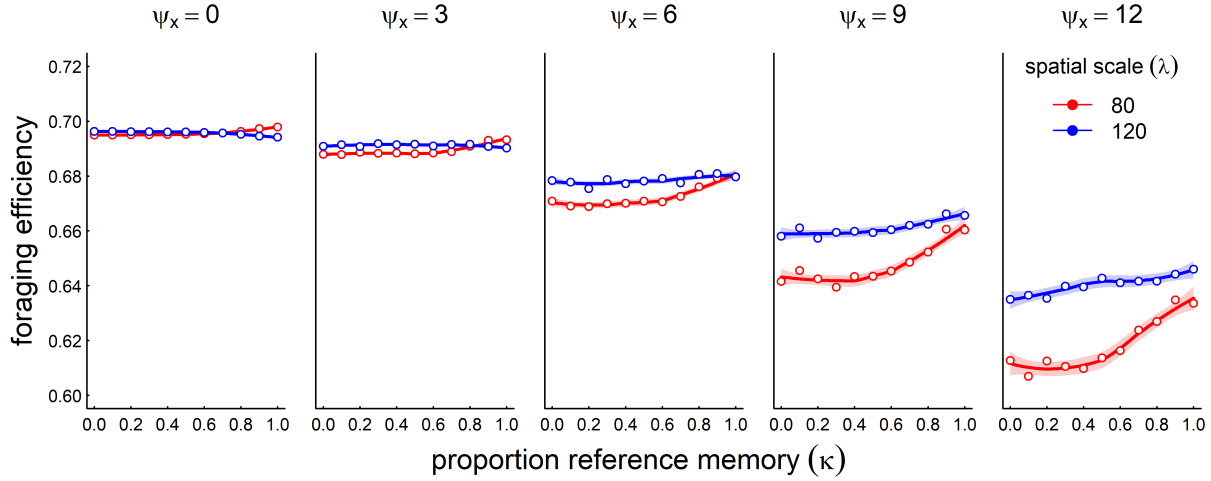 ψx = 0 ψx = 3 ψx = 6 ψx = 9 ψx = 12
foraging efficiency
0.72
0.70
0.68
0.66
0.64
0.62
0.60
spatial scale (λ)
80
120
0.0 0.2 0.4 0.6 0.8 1.0 0.0 0.2 0.4 0.6 0.8 1.0 0.0 0.2 0.4 0.6 0.8 1.0 0.0 0.2 0.4 0.6 0.8 1.0 0.0 0.2 0.4 0.6 0.8 1.0
proportion reference memory (κ)